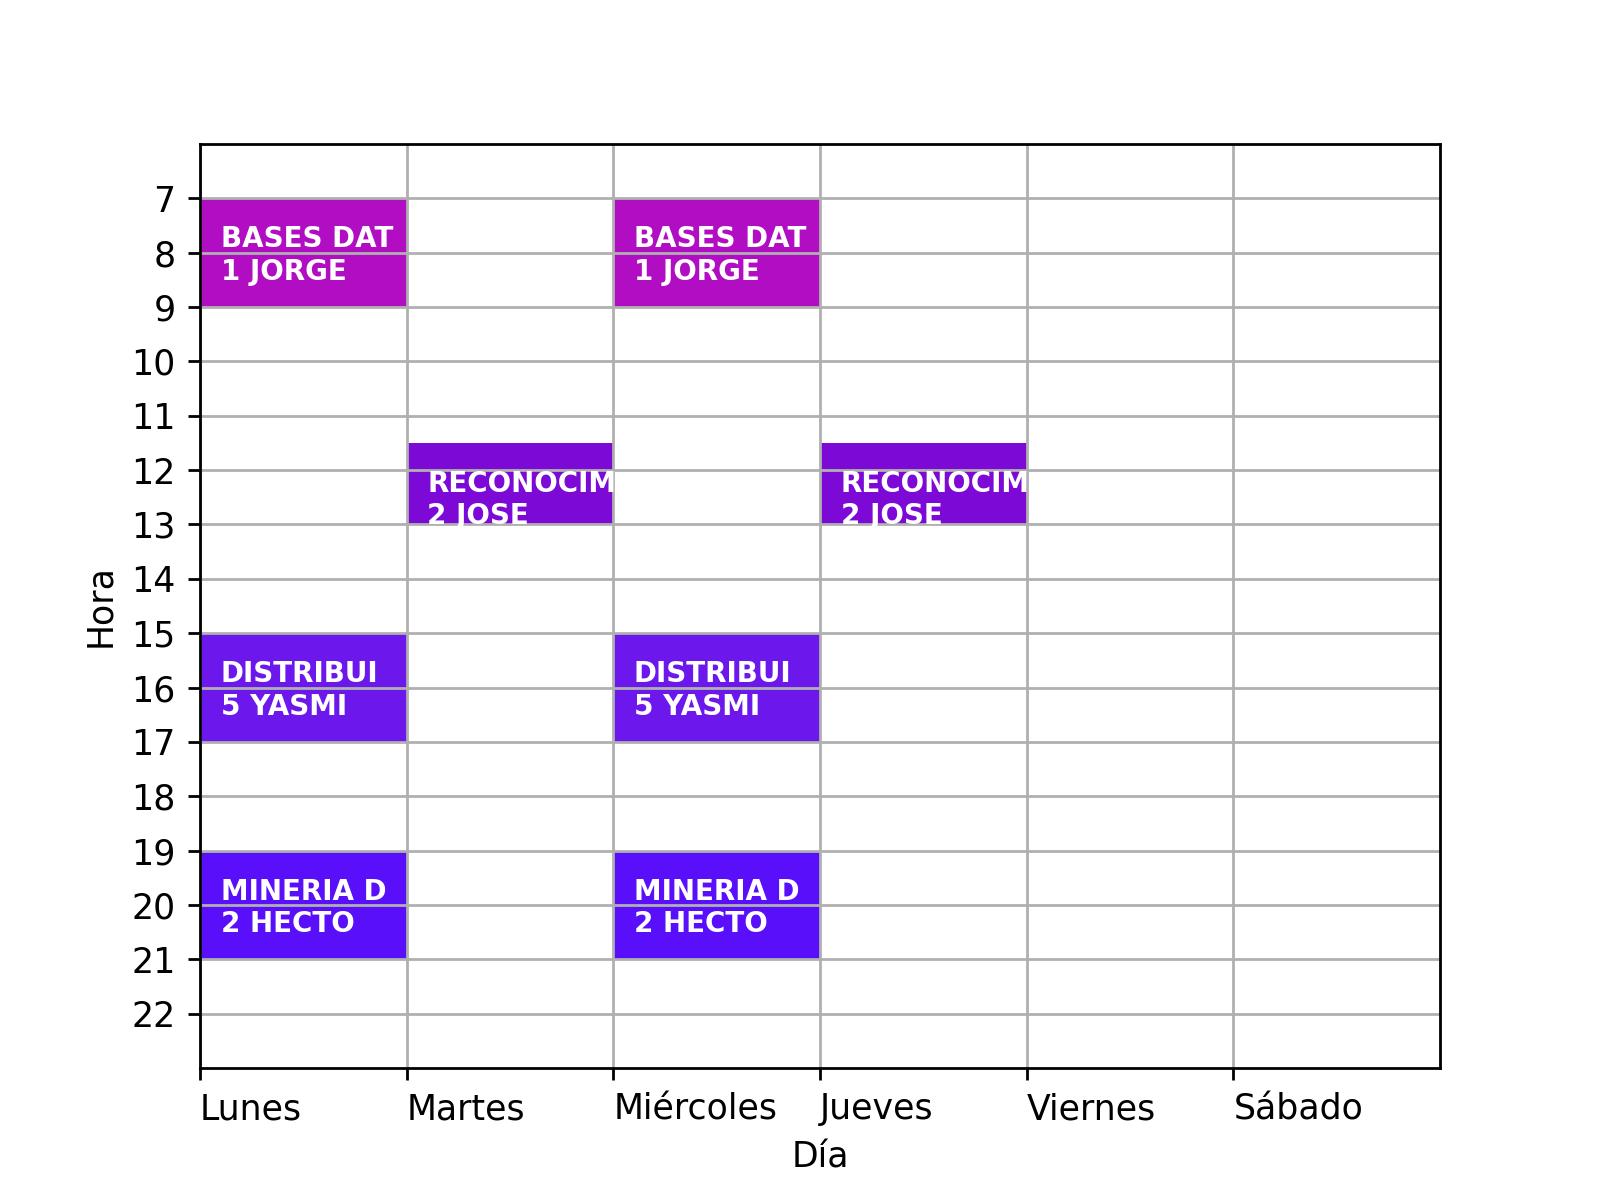 7
BASES DAT BASES DAT
8
1 JORGE 1 JORGE
9
10
11
12
RECONOCIM RECONOCIM
2 JOSE 2 JOSE
13
14
Hora
15
DISTRIBUI DISTRIBUI
16
5 YASMI 5 YASMI
17
18
19
MINERIA D MINERIA D
20
2 HECTO 2 HECTO
21
22
Lunes Martes Miércoles Jueves Viernes Sábado
Día